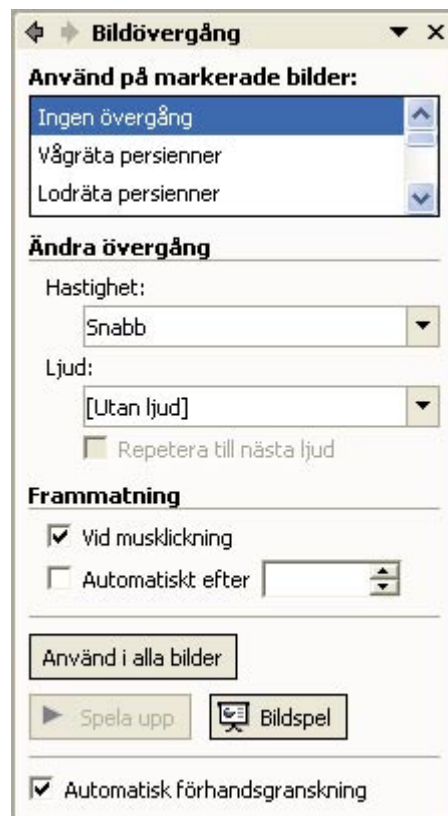 Bildövergång
Använd på markerade bilder:
Ingen övergång
Vågräta persienner
Lodräta persienner
Ändra övergång
Hastighet:
Snabb
Ljud:
[Utan ljud]
Repetera till nästa ljud
Frammatning
Vid musklickning
Automatiskt efter
Använd i alla bilder
Spela upp Bildspel
Automatisk förhandsgranskning